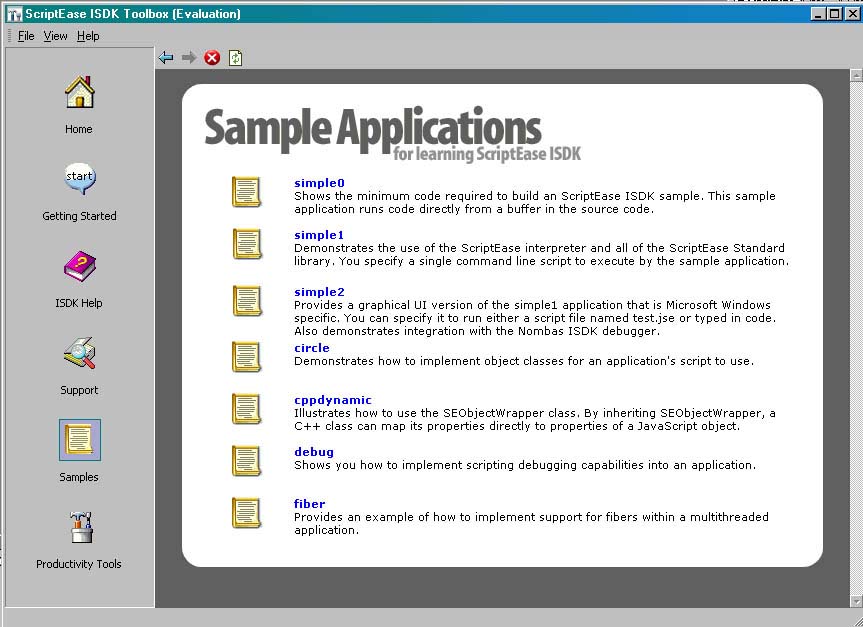 ScriptEase ISDK Toolbox (Evaluation)
File View Help
Home
start
Getting Started
ISDK Help
Support
Samples
Productivity Tools
Sample Applications
for learning ScriptEase ISDK
simple0
Shows the minimum code required to build an ScriptEase ISDK sample. This sample
application runs code directly from a buffer in the source code.
simple1
Demonstrates the use of the ScriptEase interpreter and all of the ScriptEase Standard
library. You specify a single command line script to execute by the sample application.
simple2
Provides a graphical UI version of the simple1 application that is Microsoft Windows
specific. You can specify it to run either a script file named test.jse or typed in code.
Also demonstrates integration with the Nombas ISDK debugger.
circle
Demonstrates how to implement object classes for an application's script to use.
cppdynamic
Illustrates how to use the SEObjectWrapper class. By inheriting SEObjectWrapper, a
C++ class can map its properties directly to properties of a JavaScript object.
debug
Shows you how to implement scripting debugging capabilities into an application.
fiber
Provides an example of how to implement support for fibers within a multithreaded
application.